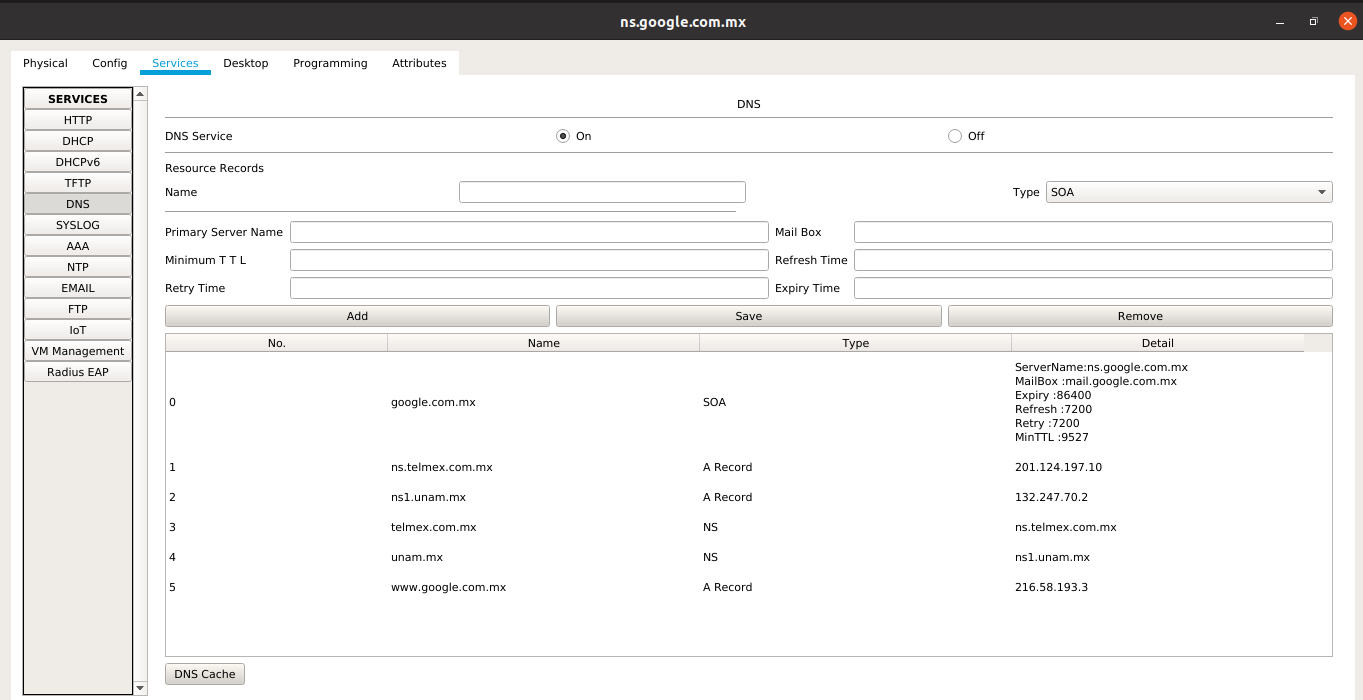 ns.google.com.mx
Physical Config Services Desktop Programming Attributes
SERVICES
HTTP
DHCP
DHCPv6
TFTP
DNS
SYSLOG
AAA
NTP
EMAIL
FTP
IoT
VM Management
Radius EAP
DNS
DNS Service On Off
Resource Records
Name Type SOA
Primary Server Name Mail Box
Minimum T T L Refresh Time
Retry Time Expiry Time
Add Save Remove
No. Name Type Detail
0 google.com.mx SOA
ServerName:ns.google.com.mx
MailBox :mail.google.com.mx
Expiry :86400
Refresh :7200
Retry :7200
MinTTL :9527
1 ns.telmex.com.mx A Record 201.124.197.10
2 ns1.unam.mx A Record 132.247.70.2
3 telmex.com.mx NS ns.telmex.com.mx
4 unam.mx NS ns1.unam.mx
5 www.google.com.mx A Record 216.58.193.3
DNS Cache